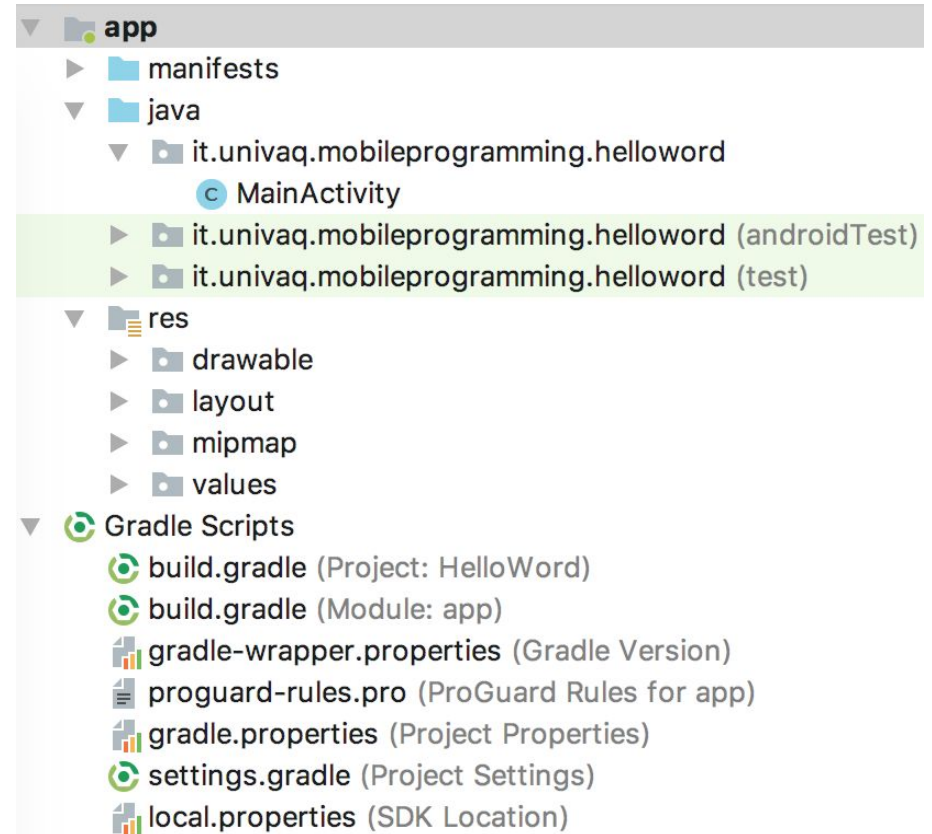 app
manifests
java
it.univaq.mobileprogramming.helloword
C MainActivity
it.univaq.mobileprogramming.helloword (androidTest)
it.univaq.mobileprogramming.helloword (test)
res
drawable
layout
mipmap
values
Gradle Scripts
build.gradle (Project: HelloWord)
build.gradle (Module: app)
gradle-wrapper.properties (Gradle Version)
proguard-rules.pro (ProGuard Rules for app)
gradle.properties (Project Properties)
settings.gradle (Project Settings)
local.properties (SDK Location)